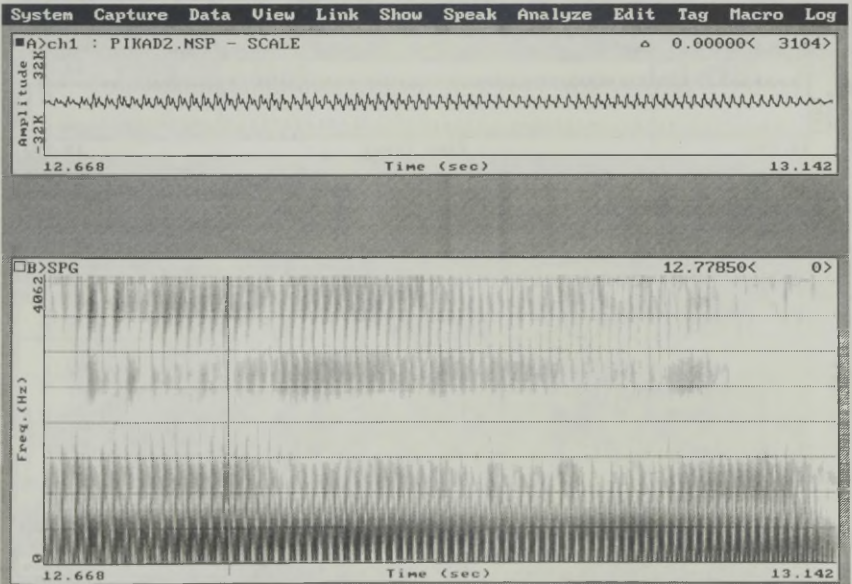 System Capture Data View Link Show Speak Analyze Edit Tag Macro Log
A>ch1 : PIKAD2.NSP - SCALE 0.00000< 3104>
Amplitude
32K
-32K
12.668 Time (sec) 13.142
B>SPG 12.77850< 0>
4062
Freq.(Hz)
0
12.668 Time (sec) 13.142